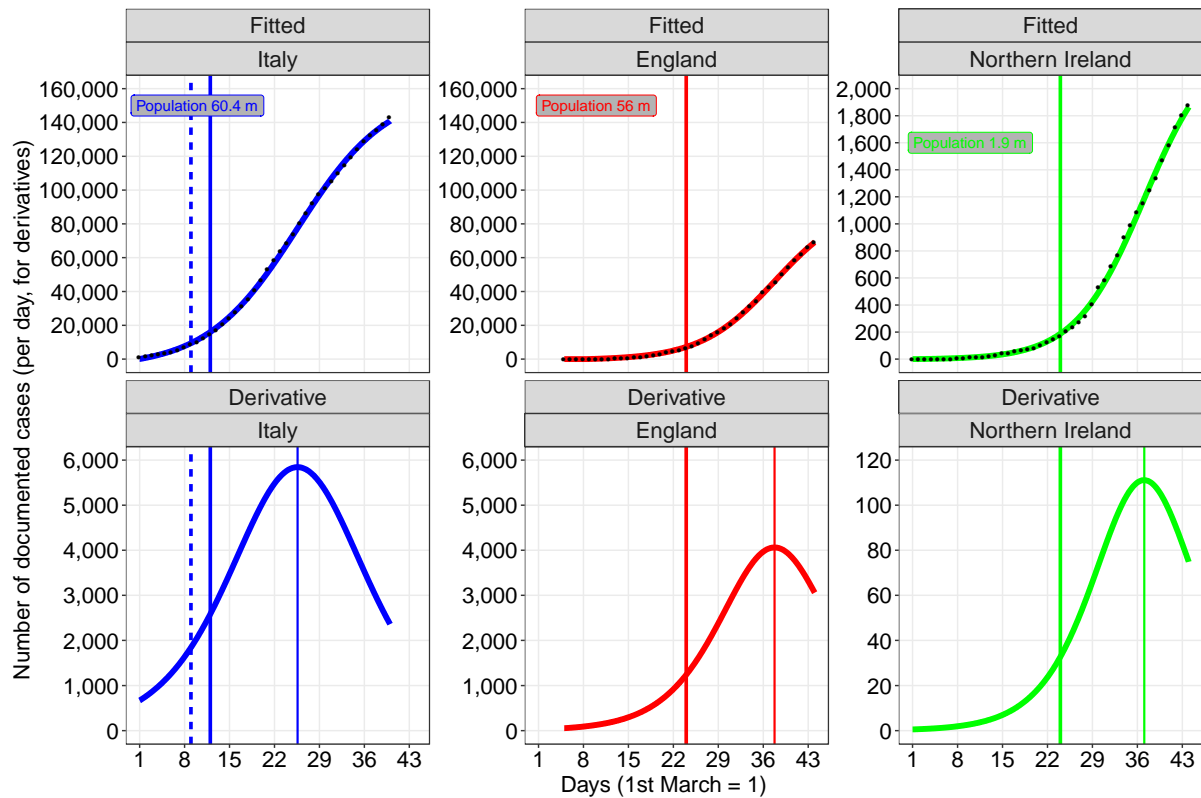 Fitted
Fitted
Fitted
Italy
England
Northern Ireland
160,000
140,000
120,000
100,000
80,000
60,000
40,000
20,000
0
Population 60.4 m
160,000
140,000
120,000
100,000
80,000
60,000
40,000
20,000
0
Population 56 m
2,000
1,800
1,600
1,400
1,200
1,000
800
600
400
200
0
Population 1.9 m
Number of documented cases (per day, for derivatives)
Derivative
Derivative
Derivative
Italy
England
Northern Ireland
6,000
5,000
4,000
3,000
2,000
1,000
0
6,000
5,000
4,000
3,000
2,000
1,000
0
120
100
80
60
40
20
0
1 8 15 22 29 36 43
1 8 15 22 29 36 43
1 8 15 22 29 36 43
Days (1st March = 1)